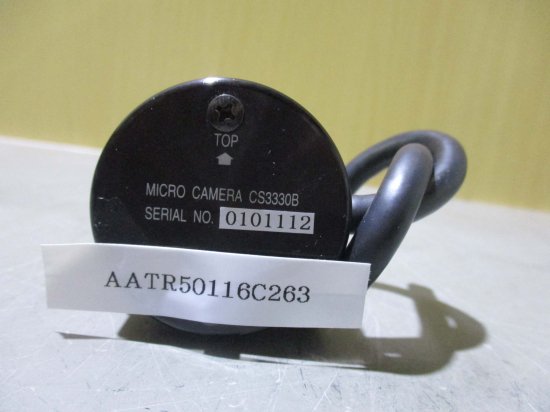 TOP
MICRO CAMERA CS3330B
SERIAL NO. 0101112
AATR50116C263